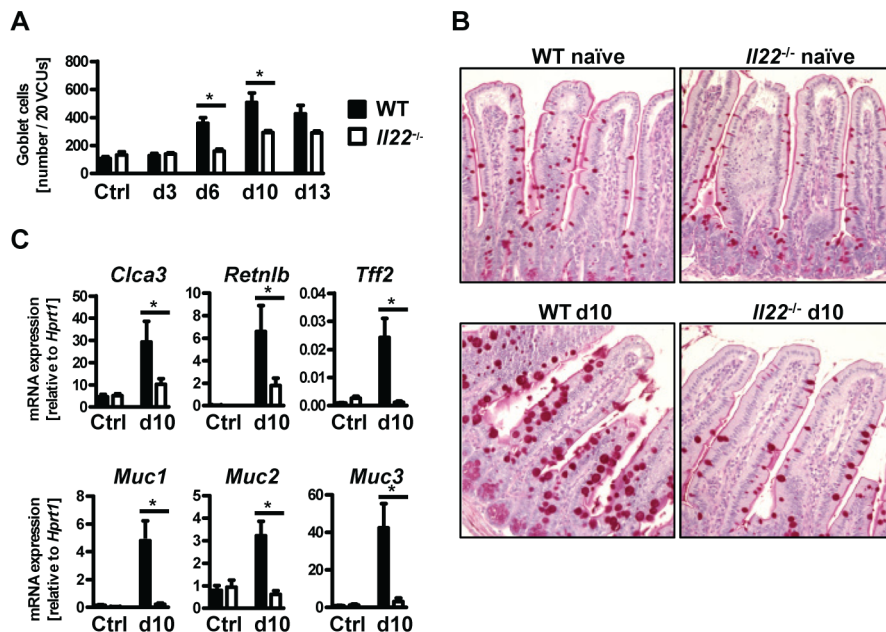 A
Goblet cells
[number / 20 VCUs]
800
600
400
200
0
*
*
Ctrl
d3
d6
d10
d13
WT
Il22-/-
B
WT naïve
Il22-/- naïve
WT d10
Il22-/- d10
C
Clca3
mRNA expression
[relative to Hprt1]
50
40
30
20
10
0
*
Ctrl d10
Retnlb
10
8
6
4
2
0
*
Ctrl d10
Tff2
0.04
0.03
0.02
0.01
0.00
*
Ctrl d10
Muc1
mRNA expression
[relative to Hprt1]
8
6
4
2
0
*
Ctrl d10
Muc2
5
4
3
2
1
0
*
Ctrl d10
Muc3
60
40
20
0
*
Ctrl d10